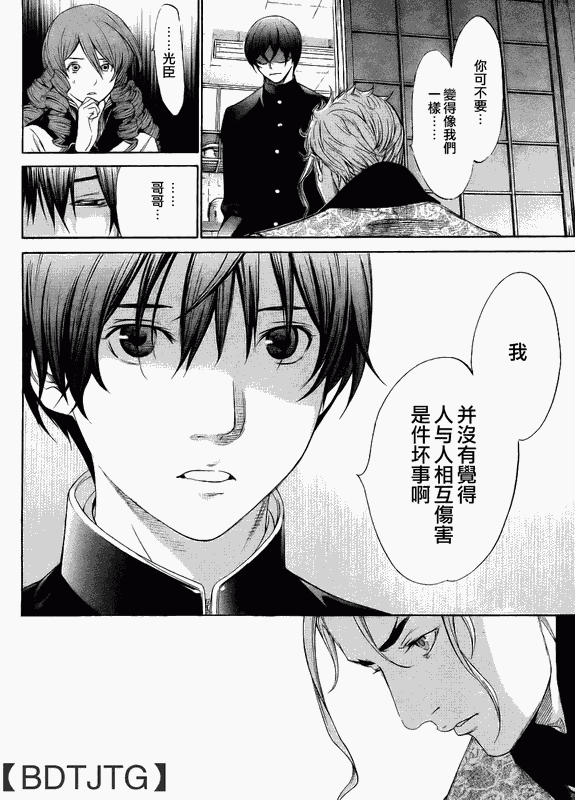 你可不要…
變得像我們
一樣……
……
光臣
……
哥哥…
我
并沒有覺得
人与人相互傷害
是件坏事啊
【BDTJTG】